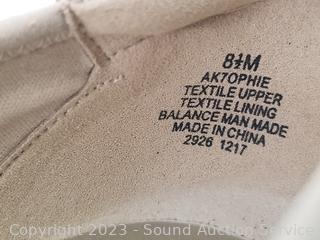 8½M
AK7OPHIE
TEXTILE UPPER
TEXTILE LINING
BALANCE MAN MADE
MADE IN CHINA
2926 1217
Copyright 2023 - Sound Auction Service